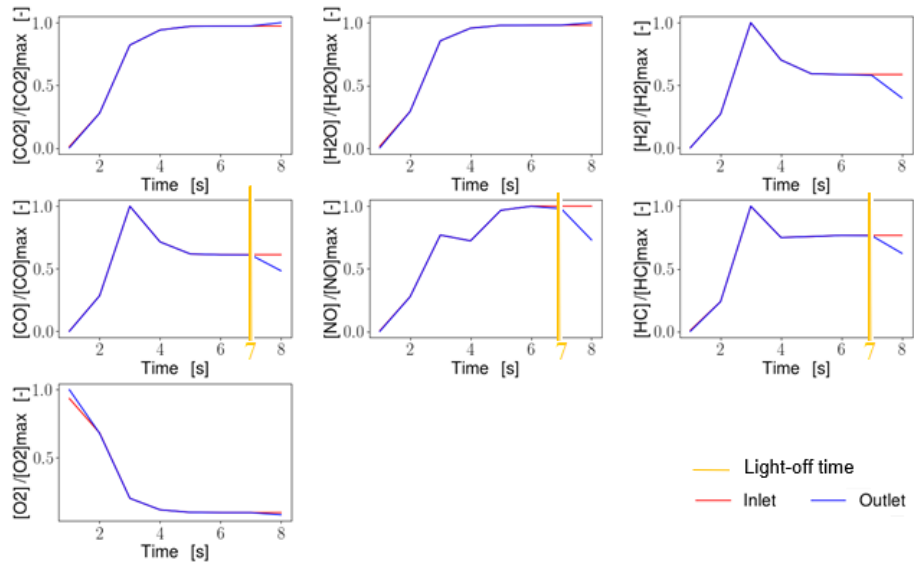 [CO2]/[CO2]max [-]
1.0
0.5
0.0
2 4 6 8
Time [s]
[H2O]/[H2O]max [-]
1.0
0.5
0.0
2 4 6 8
Time [s]
[H2]/[H2]max [-]
1.0
0.5
0.0
2 4 6 8
Time [s]
[CO]/[CO]max [-]
1.0
0.5
0.0
2 4 6 7 8
Time [s]
[NO]/[NO]max [-]
1.0
0.5
0.0
2 4 6 7 8
Time [s]
[HC]/[HC]max [-]
1.0
0.5
0.0
2 4 6 7 8
Time [s]
[O2]/[O2]max [-]
1.0
0.5
2 4 6 8
Time [s]
Light-off time
Inlet Outlet